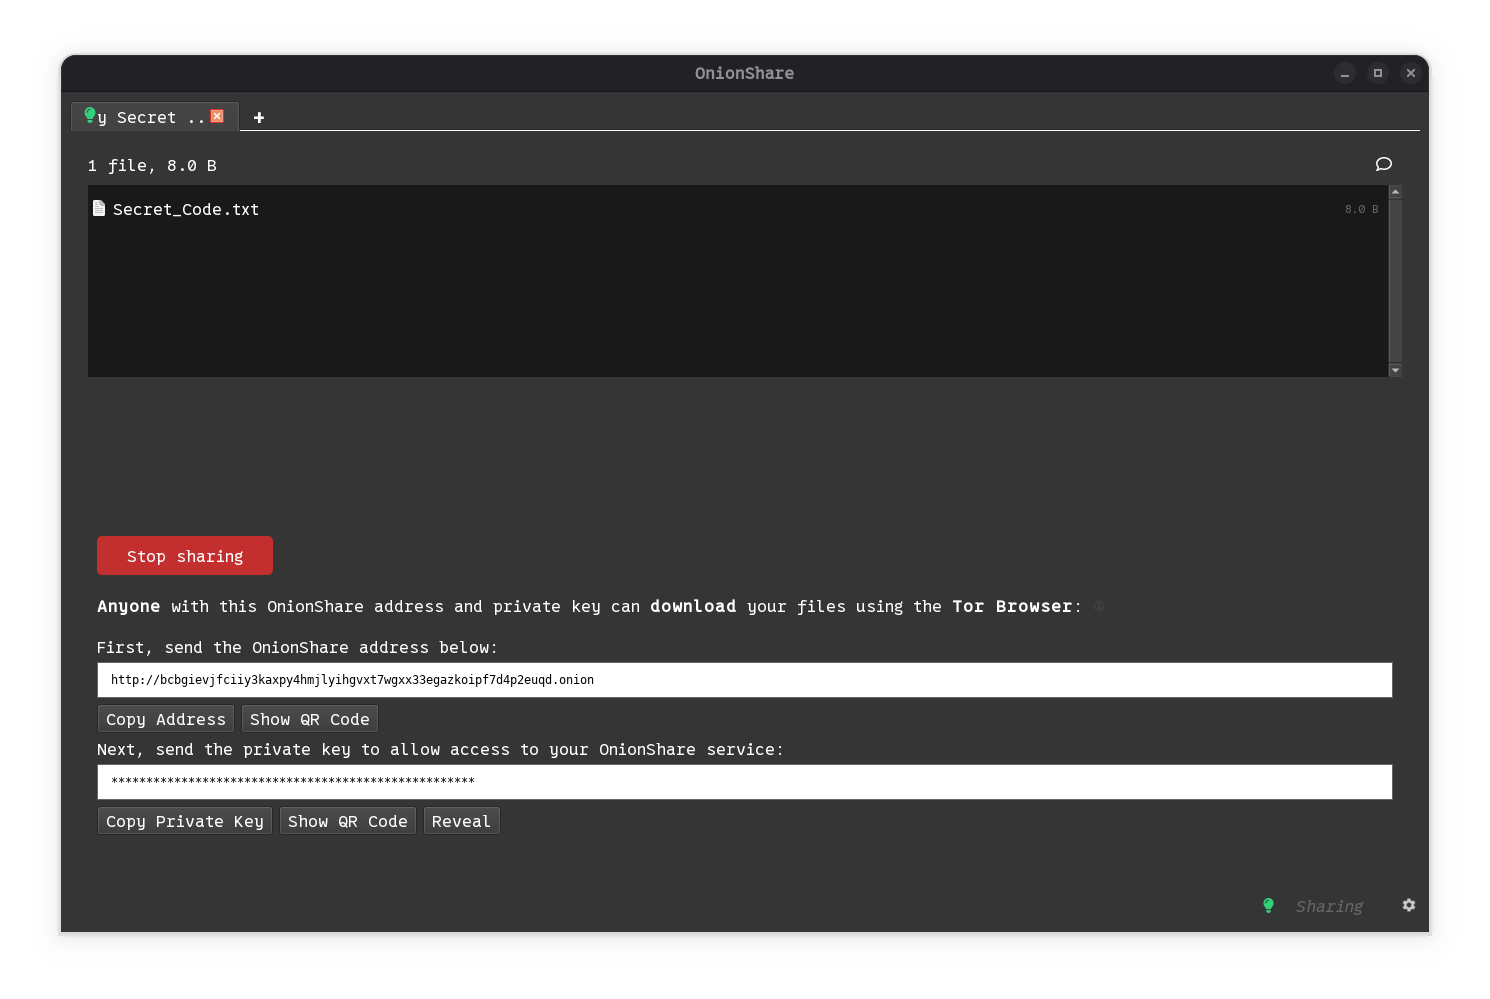 OnionShare
y Secret ..
+
1 file, 8.0 B
Secret_Code.txt 8.0 B
Stop sharing
Anyone with this OnionShare address and private key can download your files using the Tor Browser:
First, send the OnionShare address below:
http://bcbgievjfciiy3kaxpy4hmjlyihgvxt7wgxx33egazkoipf7d4p2euqd.onion
Copy Address Show QR Code
Next, send the private key to allow access to your OnionShare service:
****************************************************
Copy Private Key Show QR Code Reveal
Sharing